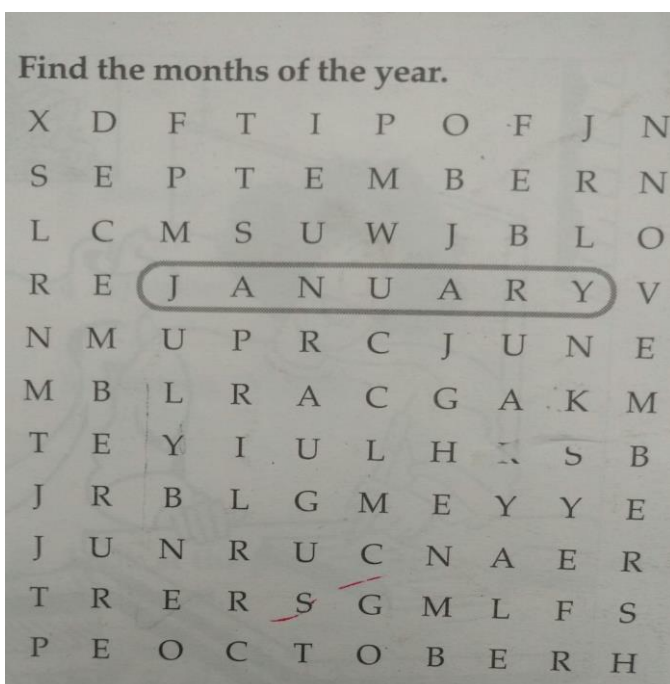 Find the months of the year.
X D F T I P O F J N
S E P T E M B E R N
L C M S U W J B L O
R E J A N U A R Y V
N M U P R C J U N E
M B L R A C G A K M
T E Y I U L H S B
J R B L G M E Y Y E
J U N R U C N A E R
T R E R S G M L F S
P E O C T O B E R H